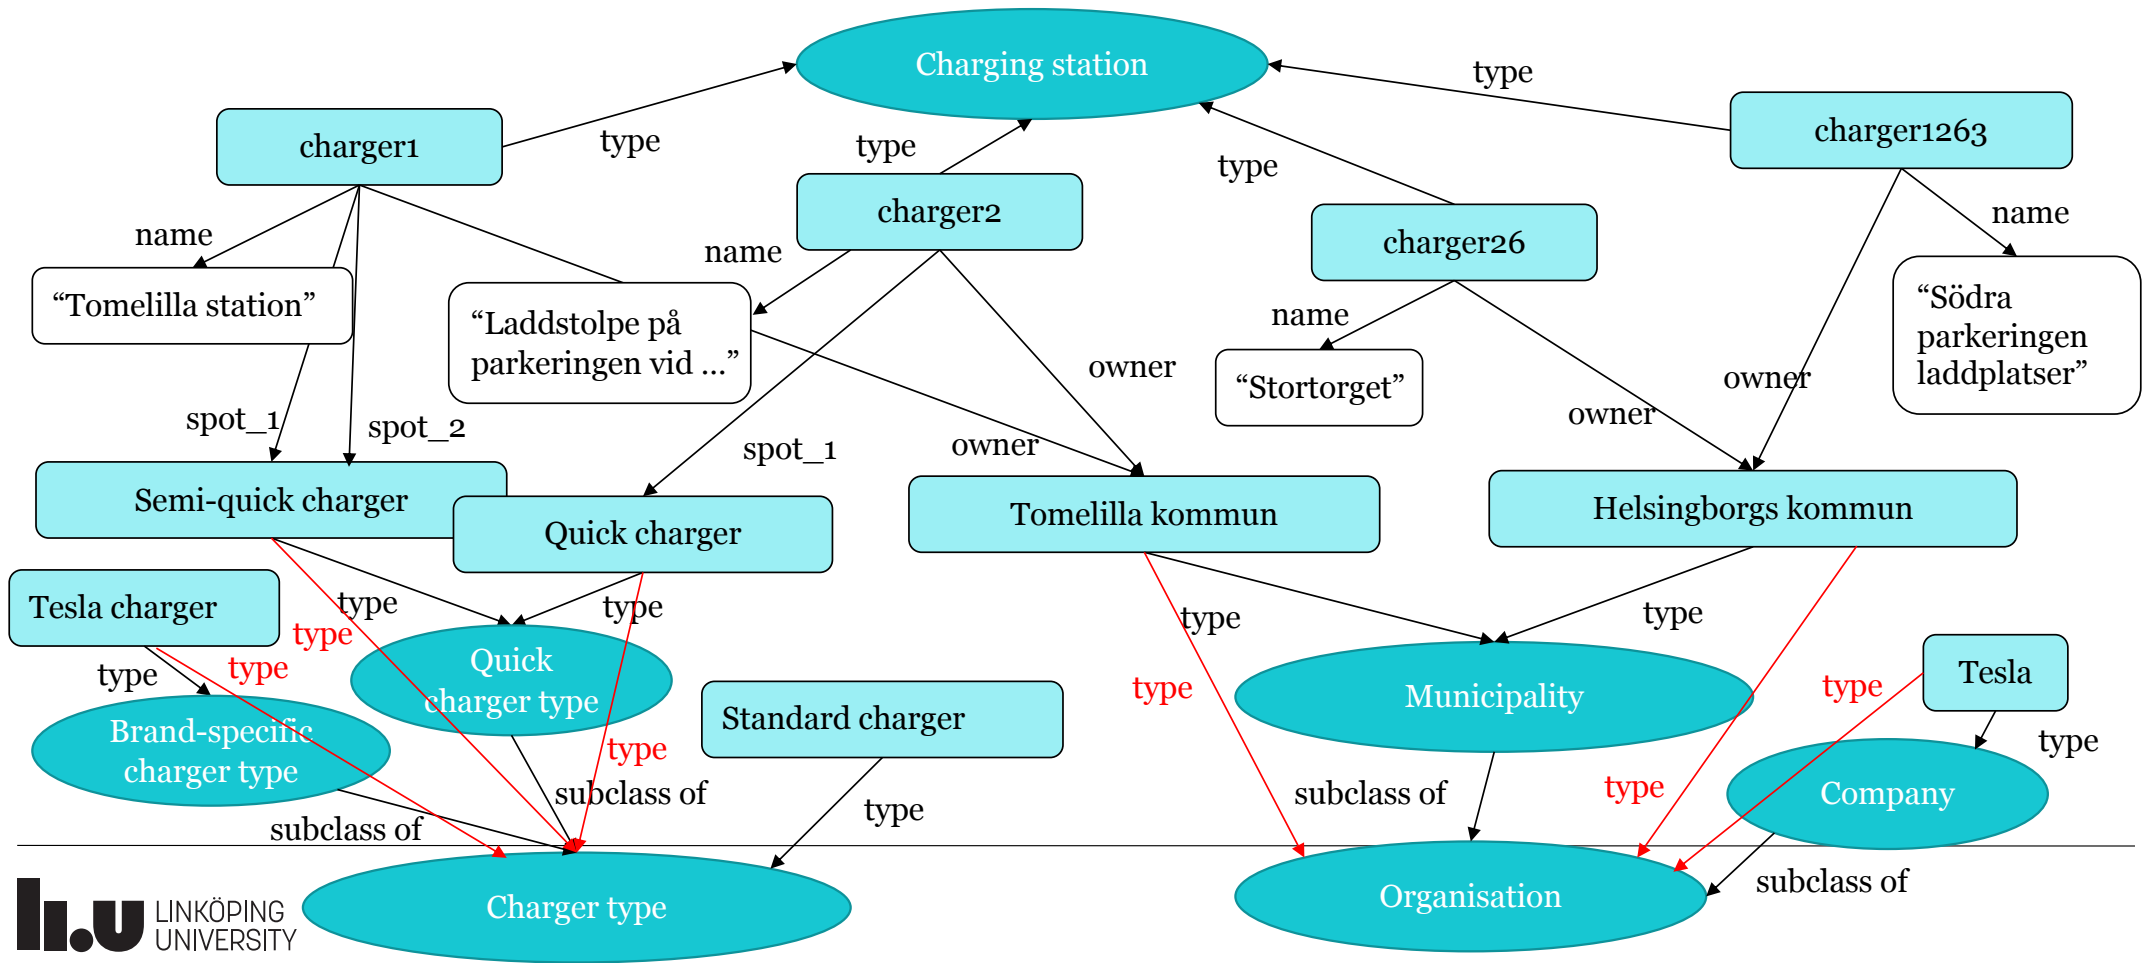 Charging station
type
charger1
type
type
charger1263
type
charger2
name
name
charger26
name
“Tomelilla station”
“Laddstolpe på
parkeringen vid …”
name
“Södra
parkeringen
laddplatser”
owner
“Stortorget”
owner
owner
spot_1
spot_2
owner
spot_1
Semi-quick charger
Quick charger
Tomelilla kommun
Helsingborgs kommun
Tesla charger
type
type
type
type
type
type
type
Quick
charger type
type
Municipality
type
Tesla
Brand-specific
charger type
Standard charger
type
type
subclass of
type
subclass of
type
Company
subclass of
Charger type
Organisation
subclass of
LINKÖPING
UNIVERSITY
li.u